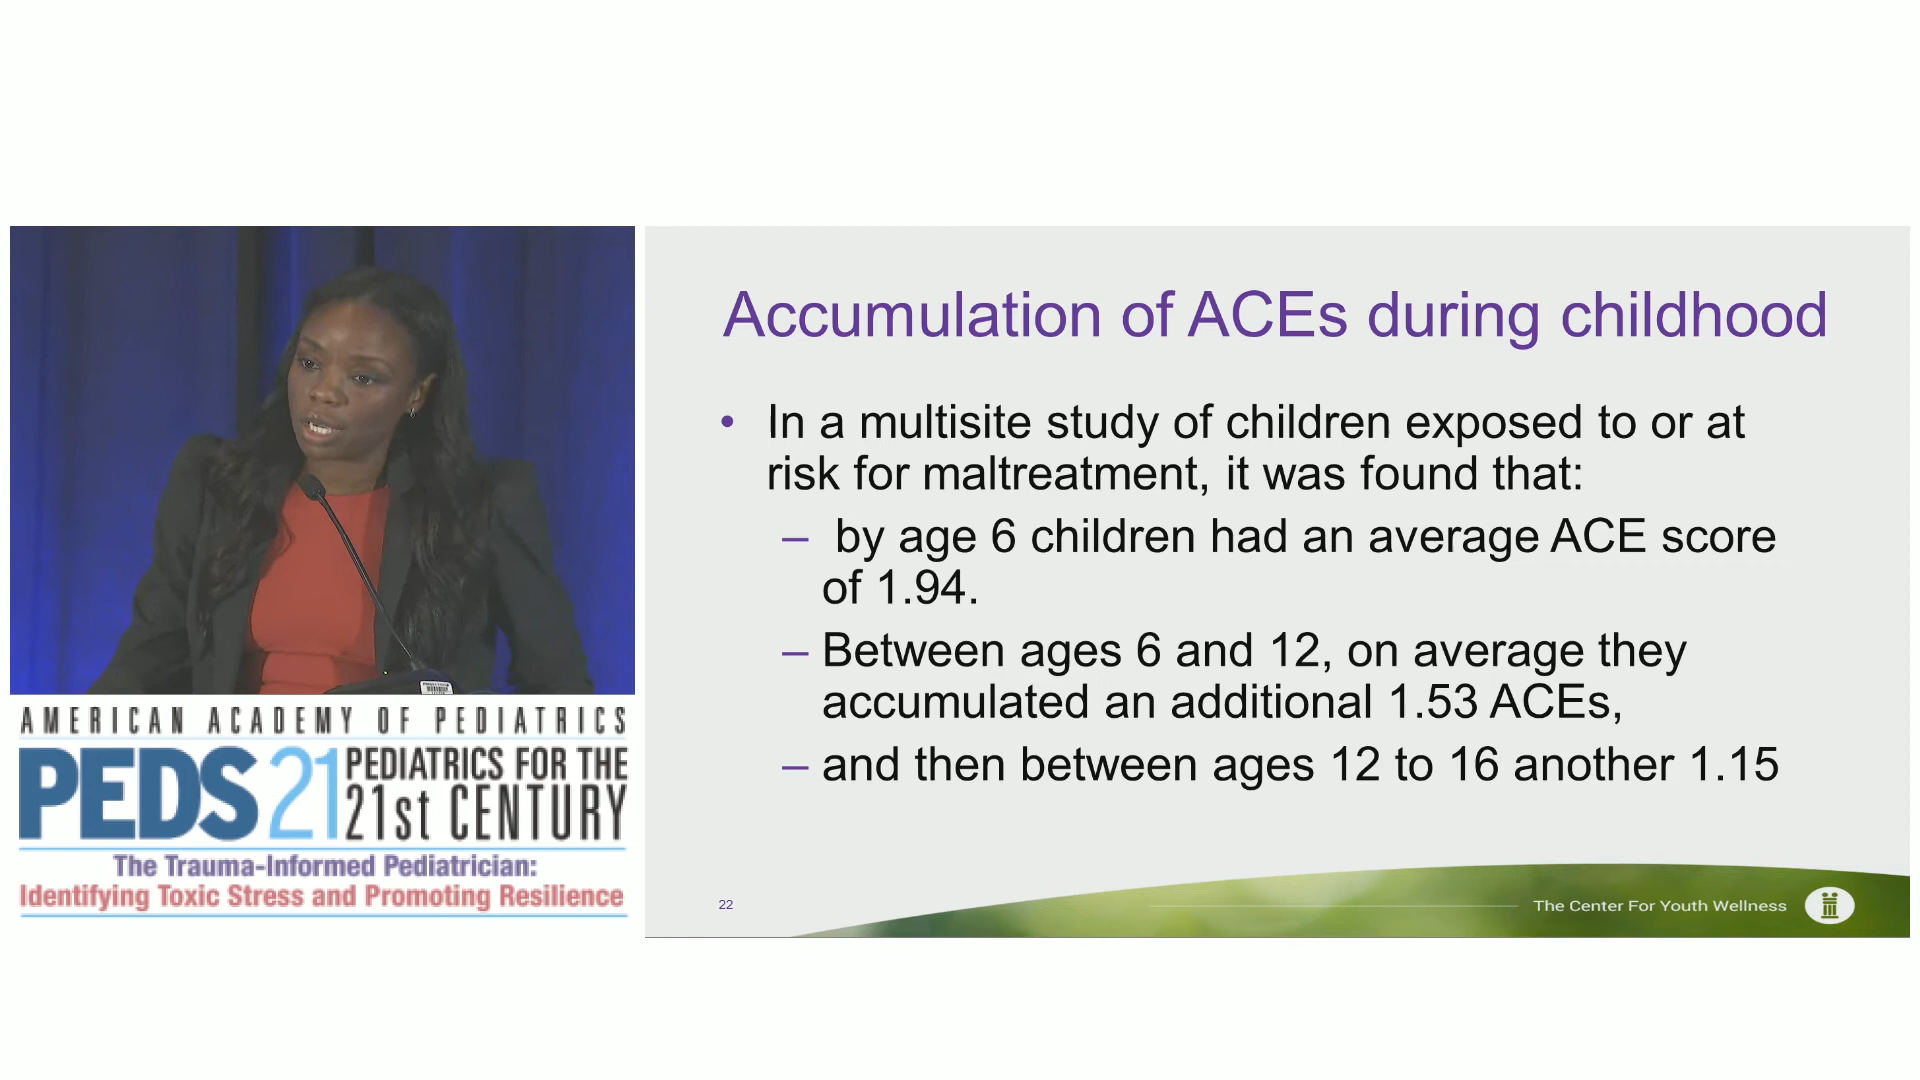 AMERICAN ACADEMY OF PEDIATRICS
PEDS 21 PEDIATRICS FOR THE
21st CENTURY
The Trauma-Informed Pediatrician:
Identifying Toxic Stress and Promoting Resilience
Accumulation of ACEs during childhood
• In a multisite study of children exposed to or at
risk for maltreatment, it was found that:
– by age 6 children had an average ACE score
of 1.94.
– Between ages 6 and 12, on average they
accumulated an additional 1.53 ACEs,
– and then between ages 12 to 16 another 1.15
22
The Center For Youth Wellness